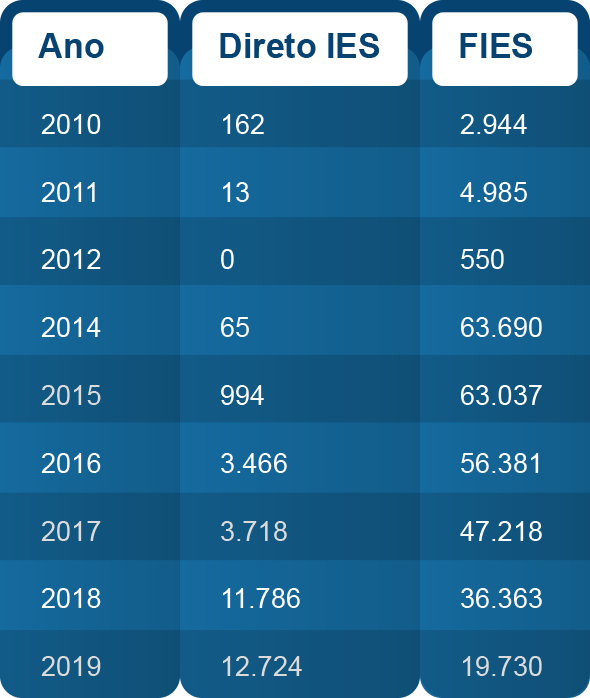 Ano Direto IES FIES
2010 162 2.944
2011 13 4.985
2012 0 550
2014 65 63.690
2015 994 63.037
2016 3.466 56.381
2017 3.718 47.218
2018 11.786 36.363
2019 12.724 19.730